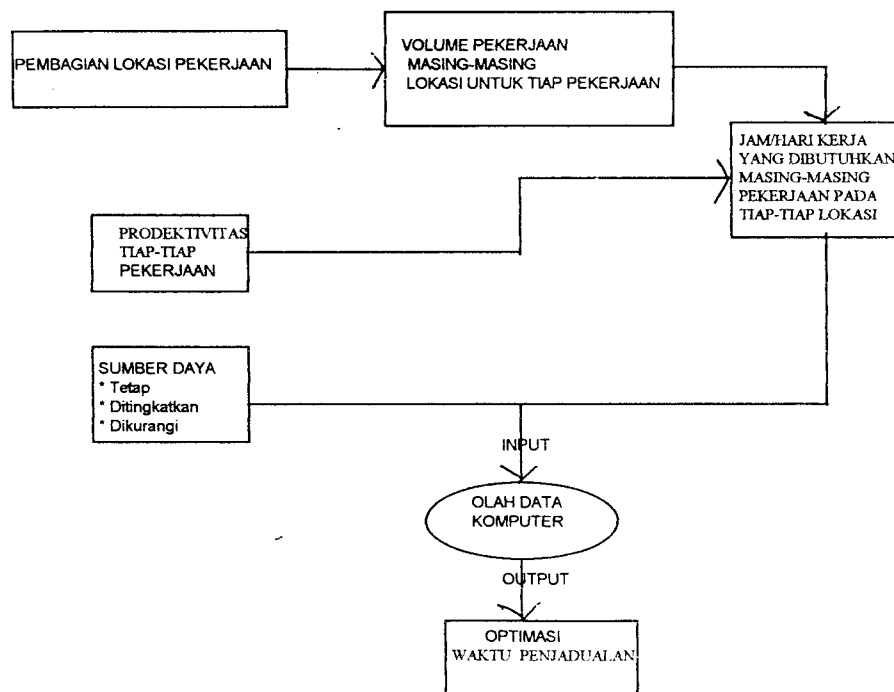 PEMBAGIAN LOKASI PEKERJAAN
VOLUME PEKERJAAN
MASING-MASING
LOKASI UNTUK TIAP PEKERJAAN
JAM/HARI KERJA
YANG DIBUTUHKAN
MASING-MASING
PEKERJAAN PADA
TIAP-TIAP LOKASI
PRODEKTIVITAS
TIAP-TIAP
PEKERJAAN
SUMBER DAYA
* Tetap
* Ditingkatkan
* Dikurangi
INPUT
OLAH DATA
KOMPUTER
OUTPUT
OPTIMASI
WAKTU PENJADUALAN